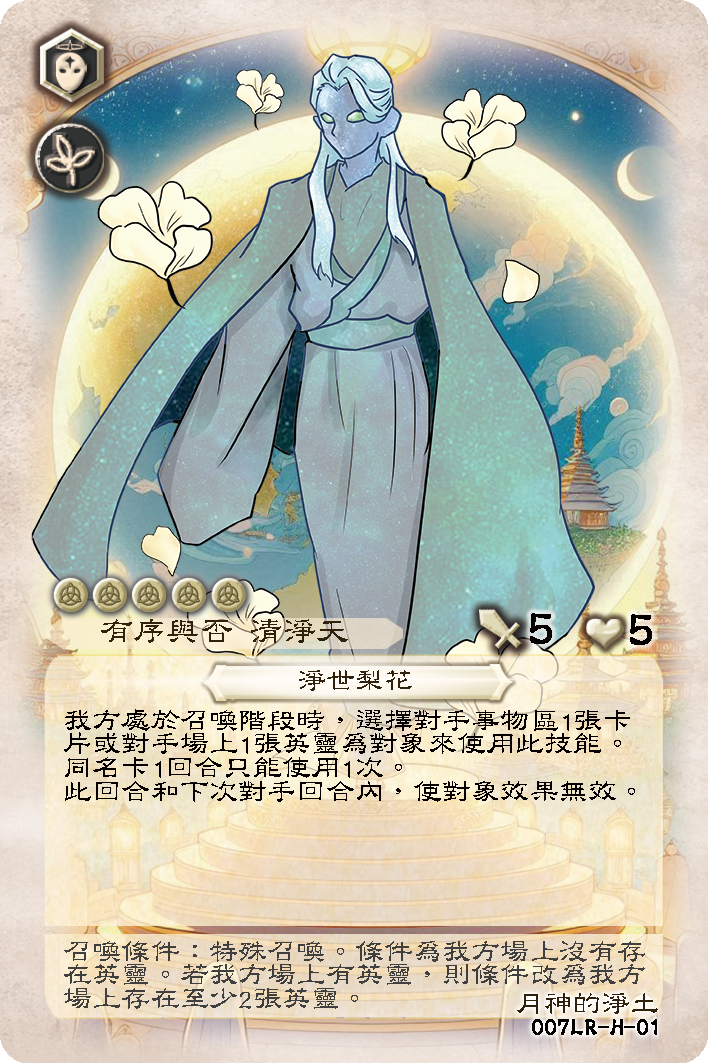 有序與否 清淨天
5
5
淨世梨花
我方處於召喚階段時，選擇對手事物區1張卡
片或對手場上1張英靈為對象來使用此技能。
同名卡1回合只能使用1次。
此回合和下次對手回合內，使對象效果無效。
召喚條件：特殊召喚。條件為我方場上沒有存
在英靈。若我方場上有英靈，則條件改為我方
場上存在至少2張英靈。
月神的淨土
007LR-H-01